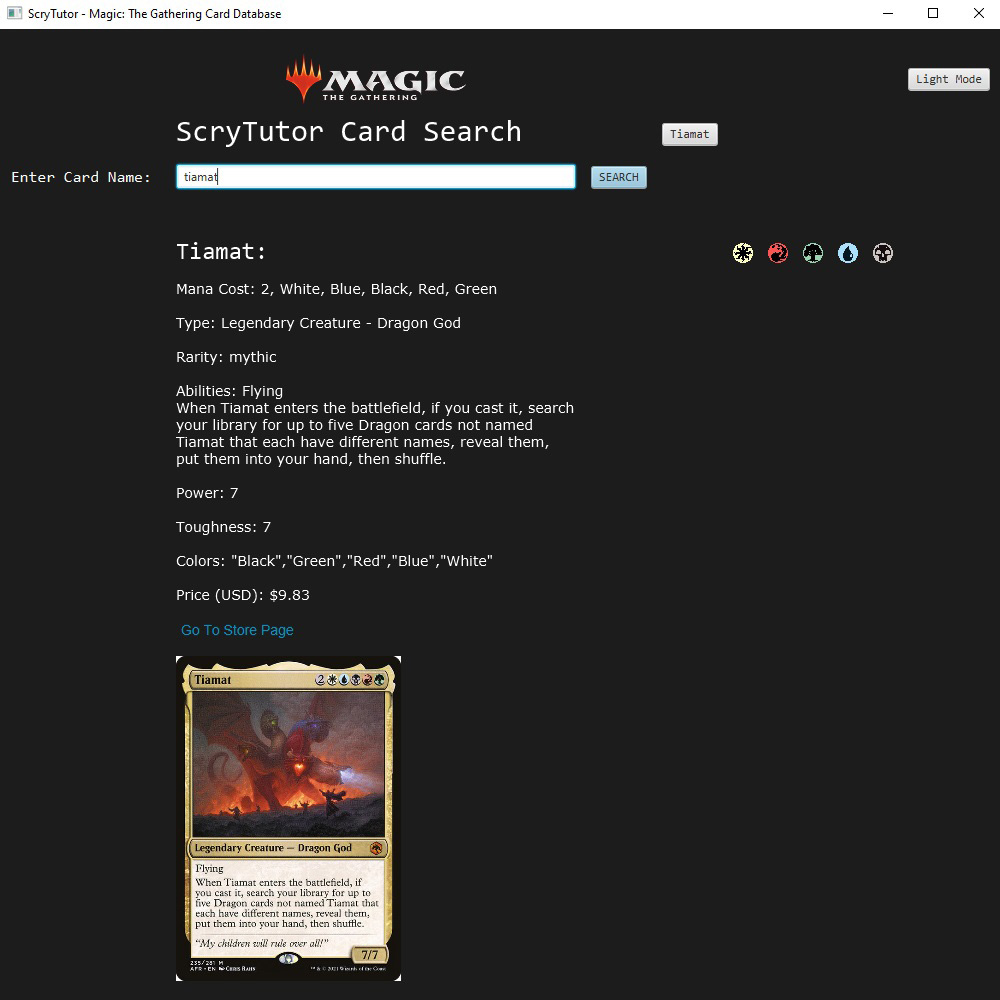 ScryTutor - Magic: The Gathering Card Database
MAGIC
THE GATHERING
Light Mode
ScryTutor Card Search
Tiamat
Enter Card Name:
tiamat
SEARCH
Tiamat:
Mana Cost: 2, White, Blue, Black, Red, Green
Type: Legendary Creature - Dragon God
Rarity: mythic
Abilities: Flying
When Tiamat enters the battlefield, if you cast it, search
your library for up to five Dragon cards not named
Tiamat that each have different names, reveal them,
put them into your hand, then shuffle.
Power: 7
Toughness: 7
Colors: "Black","Green","Red","Blue","White"
Price (USD): $9.83
Go To Store Page
Tiamat
2
Legendary Creature — Dragon God
Flying
When Tiamat enters the battlefield, if
you cast it, search your library for up to
five Dragon cards not named Tiamat that
each have different names, reveal them,
put them into your hand, then shuffle.
"My children will rule over all!"
7/7
235/281 M
AFR • EN Chris Rahn
™ & © 2021 Wizards of the Coast